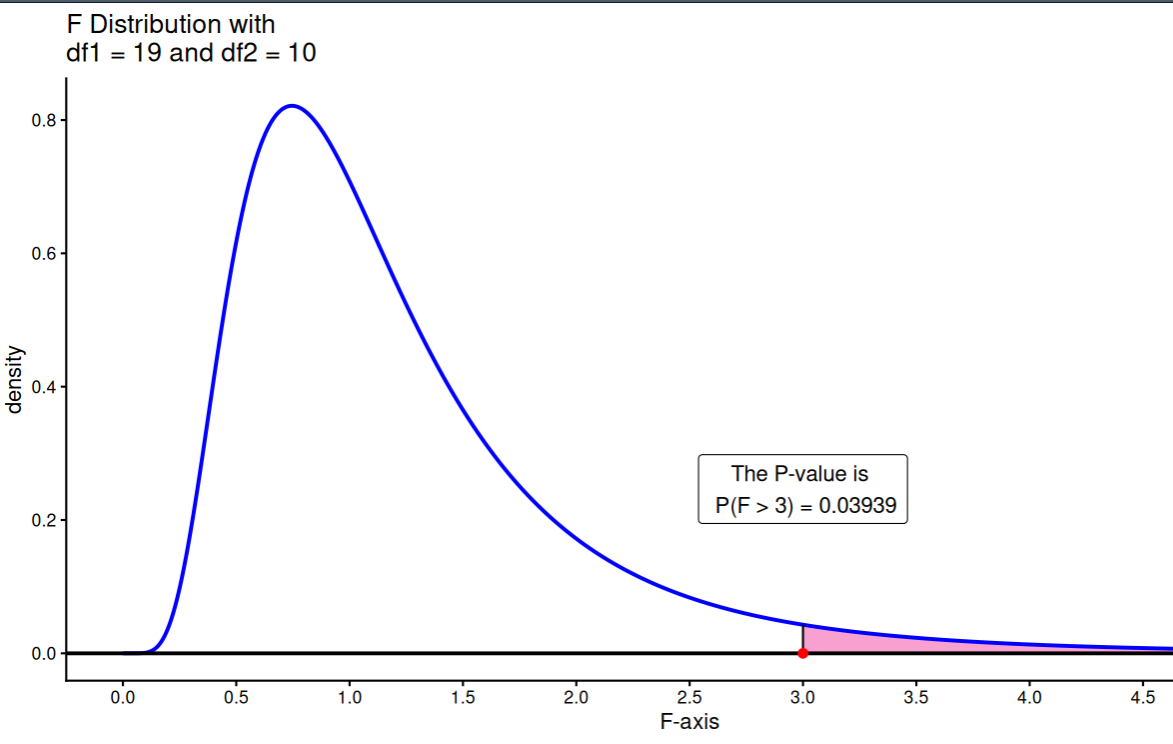 F Distribution with
df1 = 19 and df2 = 10
0.8
0.6
0.4
0.2
0.0
density
The P-value is
P(F > 3) = 0.03939
0.0 0.5 1.0 1.5 2.0 2.5 3.0 3.5 4.0 4.5
F-axis